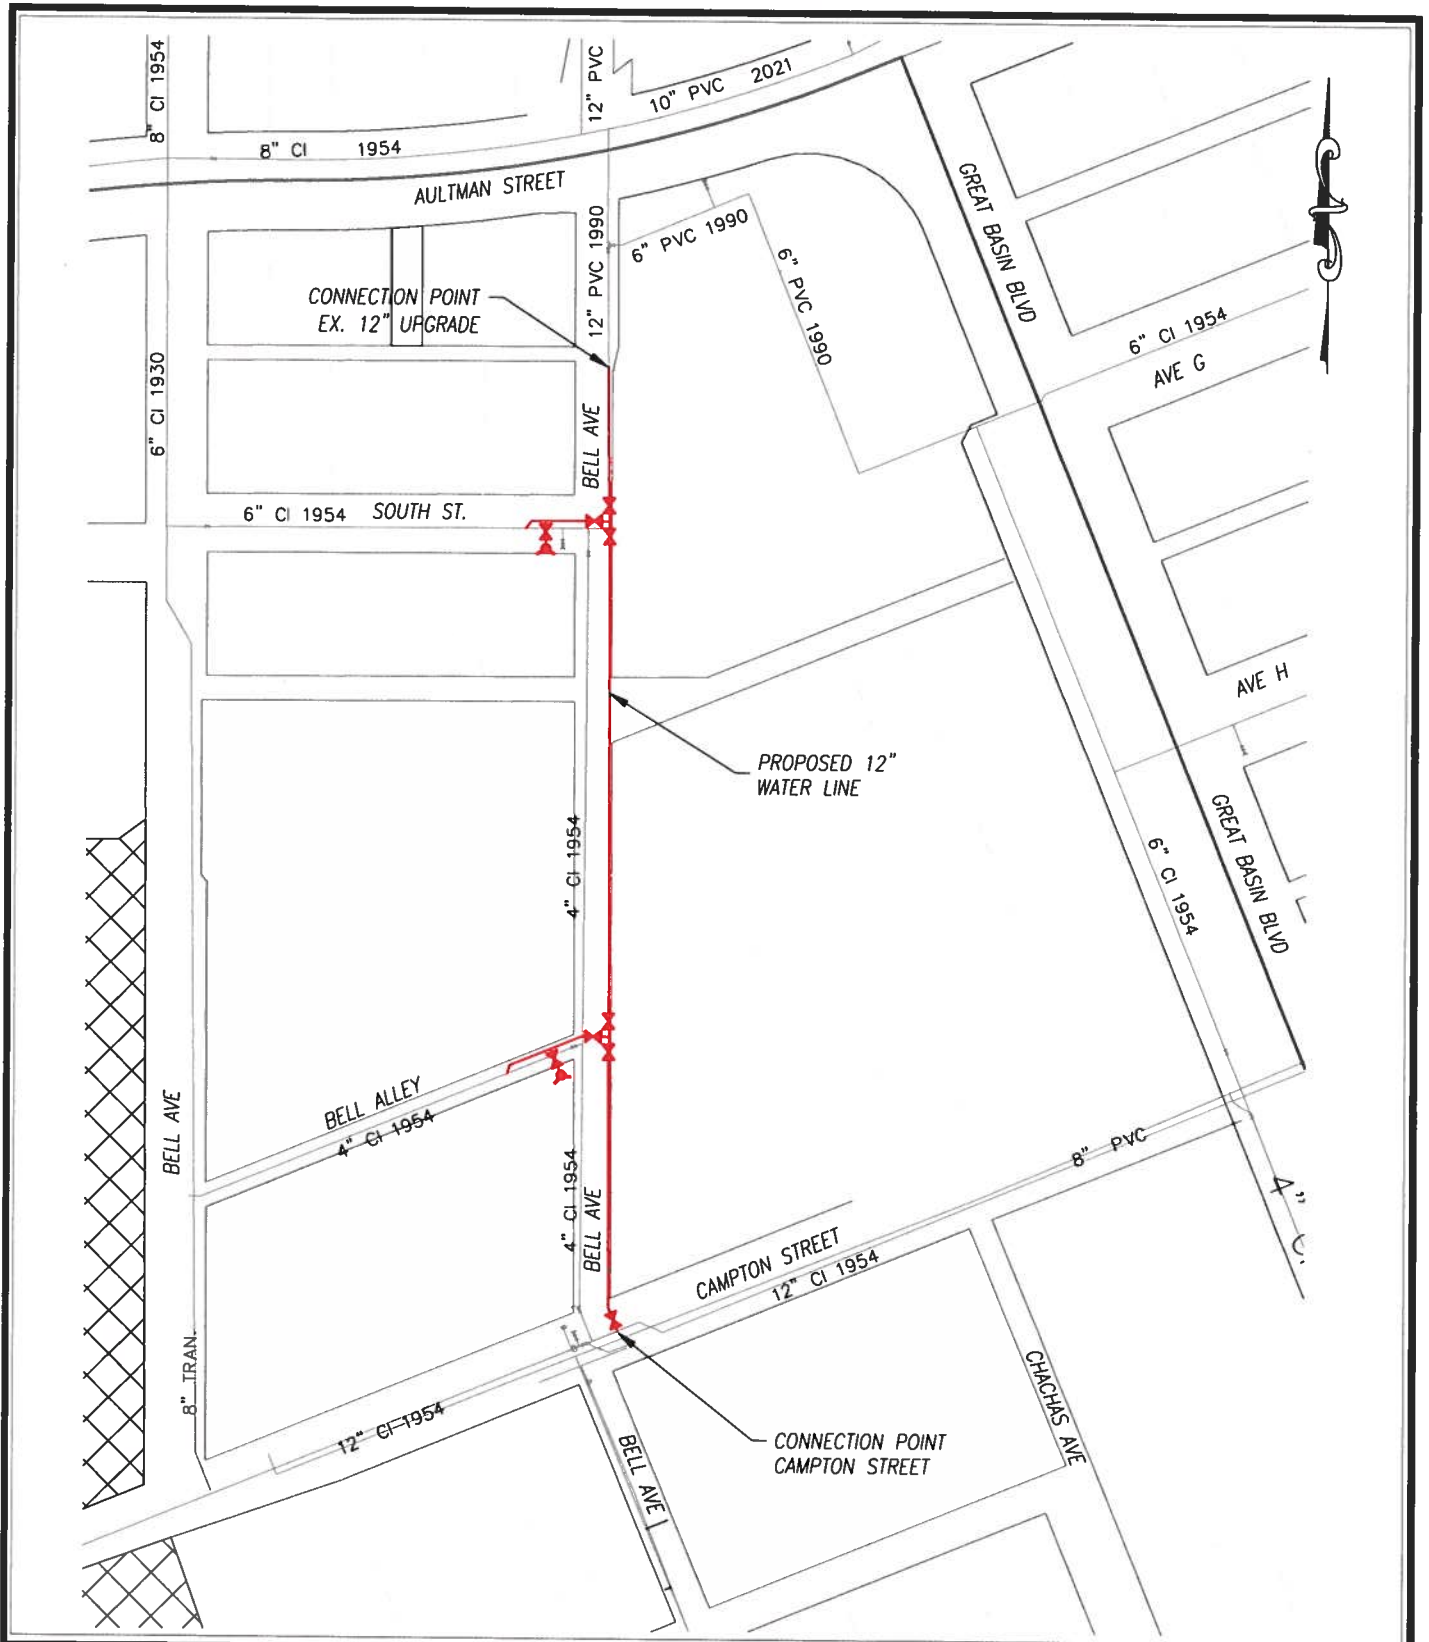 8" CI 1954
12" PVC
10" PVC 2021
8" CI 1954
AULTMAN STREET
GREAT BASIN BLVD
12" PVC 1990
6" PVC 1990
6" PVC 1990
CONNECTION POINT
EX. 12" UPGRADE
6" CI 1954
AVE G
6" CI 1930
BELL AVE
6" CI 1954
SOUTH ST.
AVE H
PROPOSED 12"
WATER LINE
4" CI 1954
6" CI 1954
GREAT BASIN BLVD
BELL ALLEY
4" CI 1954
BELL AVE
4" CI 1954
BELL AVE
8" PVC
4"
CAMPTON STREET
12" CI 1954
8" TRAN.
12" CI 1954
CHACHAS AVE
BELL AVE
CONNECTION POINT
CAMPTON STREET